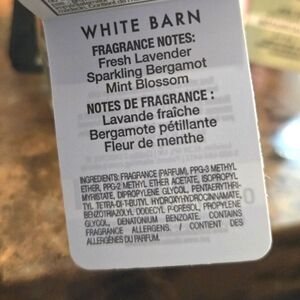 WHITE BARN
FRAGRANCE NOTES:
Fresh Lavender
Sparkling Bergamot
Mint Blossom
NOTES DE FRAGRANCE :
Lavande fraîche
Bergamote pétillante
Fleur de menthe
INGREDIENTS: FRAGRANCE (PARFUM), PPG-3 METHYL
ETHER, PPG-2 METHYL ETHER ACETATE, ISOPROPYL
MYRISTATE, DIPROPYLENE GLYCOL, PENTAERYTHRI-
TYL TETRA-DI-T-BUTYL HYDROXYHYDROCINNAMATE,
BENZOTRIAZOLYL DODECYL P-CRESOL, PROPYLENE
GLYCOL, DENATONIUM BENZOATE. CONTAINS
FRAGRANCE ALLERGENS. / CONTIENT DES
ALLERGÈNES DU PARFUM.